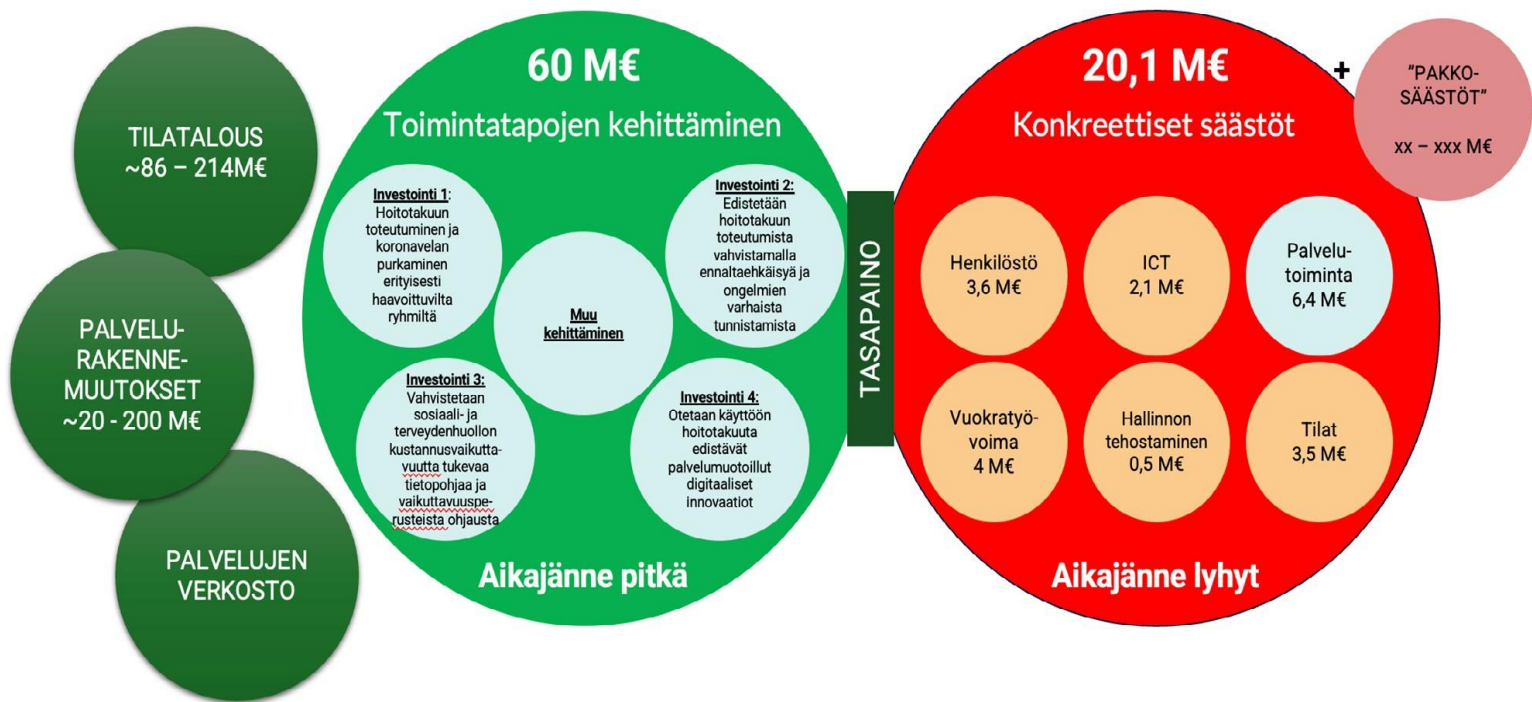 TILATALOUS
~86 – 214M€
PALVELU-
RAKENNE-
MUUTOKSET
~20 - 200 M€
PALVELUJEN
VERKOSTO
60 M€
Toimintatapojen kehittäminen
Investointi 1:
Hoitotakuun
toteutuminen ja
koronavelan
purkaminen
erityisesti
haavoittuvilta
ryhmiltä
Investointi 2:
Edistetään
hoitotakuun
toteutumista
vahvistamalla
ennaltaehkäisyä ja
ongelmien
varhaista
tunnistamista
Muu
kehittäminen
Investointi 3:
Vahvistetaan
sosiaali- ja
terveydenhuollon
kustannusvaikutta-
vuutta tukevaa
tietopohjaa ja
vaikuttavuuspe-
rusteista ohjausta
Investointi 4:
Otetaan käyttöön
hoitotakuuta
edistävät
palvelumuotoillut
digitaaliset
innovaatiot
Aikajänne pitkä
TASAPAINO
20,1 M€
Konkreettiset säästöt
Henkilöstö
3,6 M€
ICT
2,1 M€
Palvelu-
toiminta
6,4 M€
Vuokratyö-
voima
4 M€
Hallinnon
tehostaminen
0,5 M€
Tilat
3,5 M€
Aikajänne lyhyt
+
"PAKKO-
SÄÄSTÖT"
xx – xxx M€